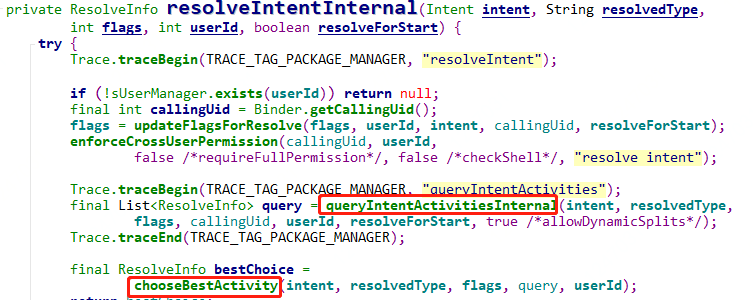 private ResolveInfo resolveIntentInternal(Intent intent, String resolvedType,
int flags, int userId, boolean resolveForStart) {
try {
Trace.traceBegin(TRACE_TAG_PACKAGE_MANAGER, "resolveIntent");
if (!sUserManager.exists(userId)) return null;
final int callingUid = Binder.getCallingUid();
flags = updateFlagsForResolve(flags, userId, intent, callingUid, resolveForStart);
enforceCrossUserPermission(callingUid, userId,
false /*requireFullPermission*/, false /*checkShell*/, "resolve intent");
Trace.traceBegin(TRACE_TAG_PACKAGE_MANAGER, "queryIntentActivities");
final List<ResolveInfo> query = queryIntentActivitiesInternal(intent, resolvedType,
flags, callingUid, userId, resolveForStart, true /*allowDynamicSplits*/);
Trace.traceEnd(TRACE_TAG_PACKAGE_MANAGER);
final ResolveInfo bestChoice =
chooseBestActivity(intent, resolvedType, flags, query, userId);